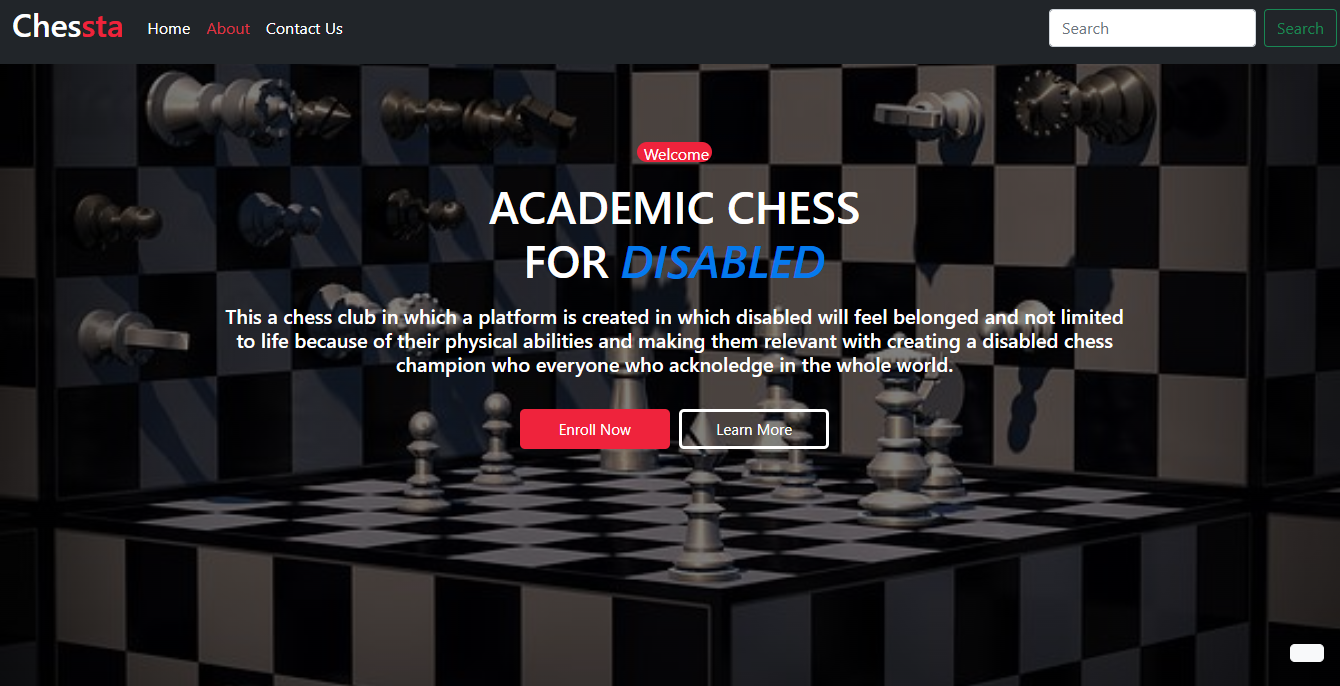 Chessta Home About Contact Us Search Search
Welcome
ACADEMIC CHESS
FOR DISABLED
This a chess club in which a platform is created in which disabled will feel belonged and not limited
to life because of their physical abilities and making them relevant with creating a disabled chess
champion who everyone who acknoledge in the whole world.
Enroll Now Learn More